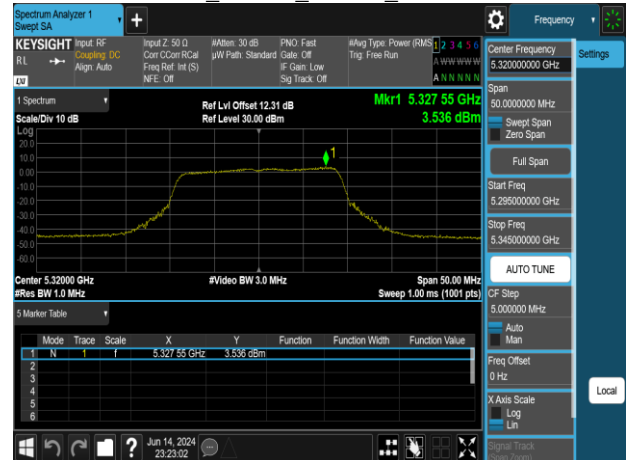 Spectrum Analyzer 1
Swept SA
Frequency
KEYSIGHT
RL
LXI
Input: RF
Coupling: DC
Align: Auto
Input Z: 50 Ω
Corr CCorr RCal
Freq Ref: Int (S)
NFE: Off
#Atten: 30 dB
µW Path: Standard
PNO: Fast
Gate: Off
IF Gain: Low
Sig Track: Off
#Avg Type: Power (RMS
Trig: Free Run
1 2 3 4 5 6
A W W W W W
A N N N N N
1 Spectrum
Scale/Div 10 dB
Ref Lvl Offset 12.31 dB
Ref Level 30.00 dBm
Mkr1 5.327 55 GHz
3.536 dBm
Log
20.0
10.0
0.00
-10.0
-20.0
-30.0
-40.0
-50.0
-60.0
1
Center 5.32000 GHz
#Res BW 1.0 MHz
#Video BW 3.0 MHz
Span 50.00 MHz
Sweep 1.00 ms (1001 pts)
5 Marker Table
Mode Trace Scale X Y Function Function Width Function Value
1 N 1 f 5.327 55 GHz 3.536 dBm
2
3
4
5
6
Jun 14, 2024
23:23:02
Center Frequency
5.320000000 GHz
Span
50.0000000 MHz
Swept Span
Zero Span
Full Span
Start Freq
5.295000000 GHz
Stop Freq
5.345000000 GHz
AUTO TUNE
CF Step
5.000000 MHz
Auto
Man
Freq Offset
0 Hz
X Axis Scale
Log
Lin
Signal Track
(Span Zoom)
Settings
Local